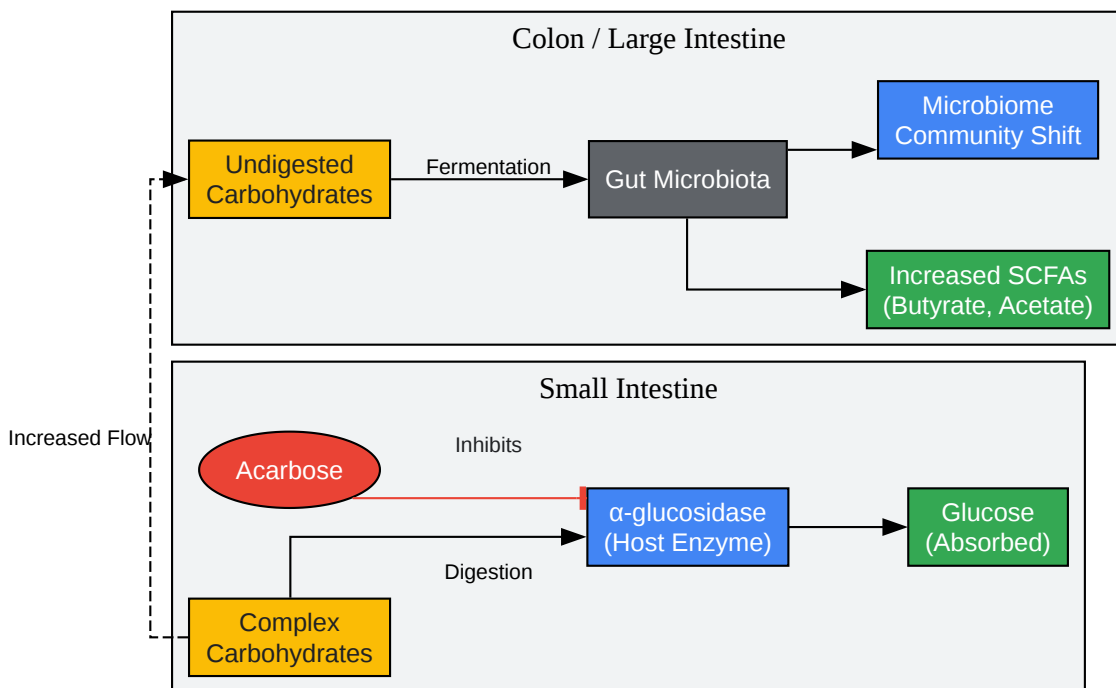 Colon / Large Intestine
Microbiome
Community Shift
Undigested
Carbohydrates
Fermentation
Gut Microbiota
Increased SCFAs
(Butyrate, Acetate)
Small Intestine
Increased Flow
Acarbose
Inhibits
α-glucosidase
(Host Enzyme)
Glucose
(Absorbed)
Digestion
Complex
Carbohydrates